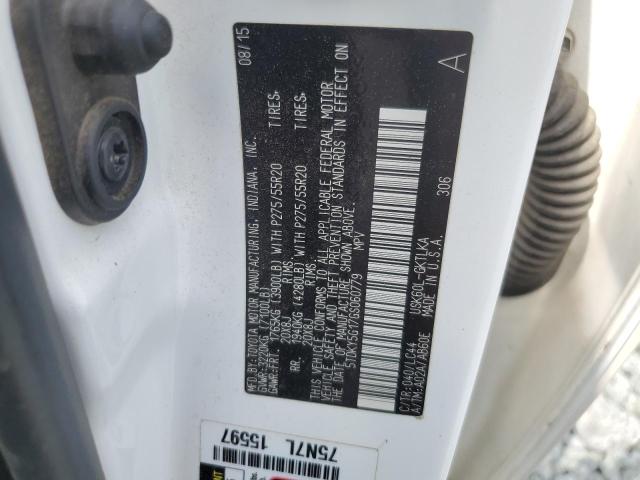 MFD.BY:TOYOTA MOTOR MANUFACTURING, INDIANA, INC. 08/15
GVWR:3220KG (7100LB)
GAWR:FRT. 1765KG (3900LB) WITH P275/55R20 TIRES,
20X8J RIMS,
RR. 1940KG (4280LB) WITH P275/55R20 TIRES,
20X8J RIMS.
THIS VEHICLE CONFORMS TO ALL APPLICABLE FEDERAL MOTOR
VEHICLE SAFETY AND THEFT PREVENTION STANDARDS IN EFFECT ON
THE DATE OF MANUFACTURE SHOWN ABOVE.
5TDKY5G17GS060779 MPV
A
306
C/TR:040/LC44 USK60L-GKTLKA
A/TM:A02A/AB60E MADE IN U.S.A.
75N7L
15597